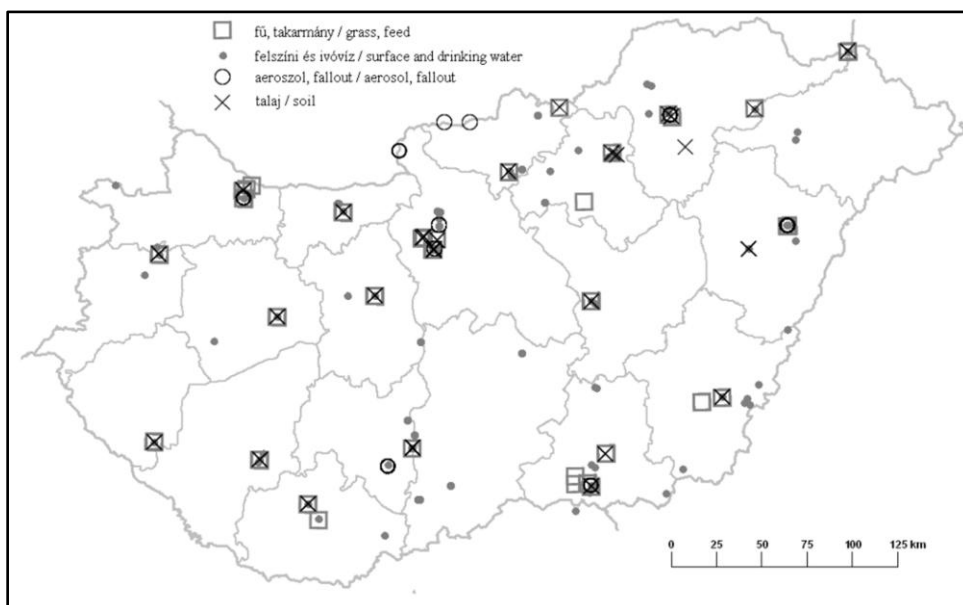 fű, takarmány / grass, feed
felszíni és ivóvíz / surface and drinking water
aeroszol, fallout / aerosol, fallout
talaj / soil
0 25 50 75 100 125 km